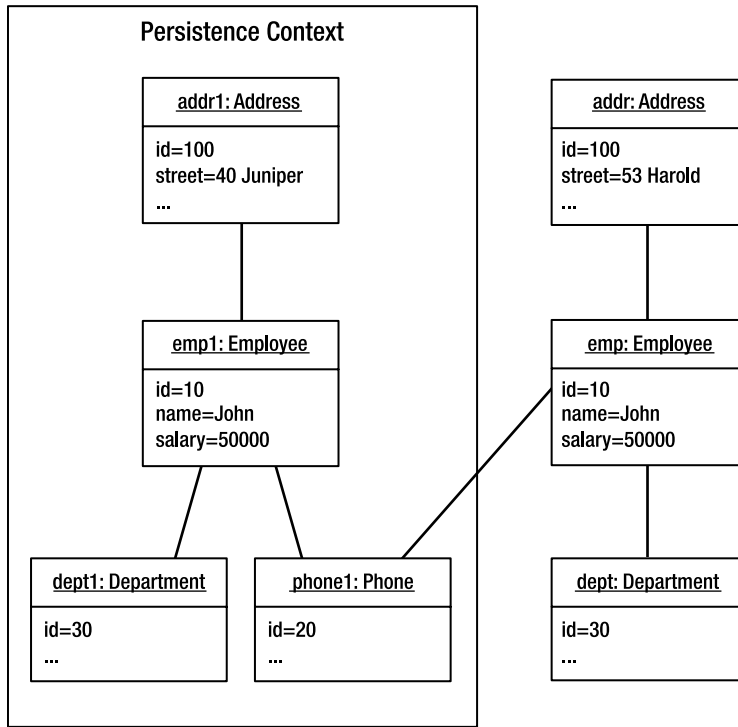 Persistence Context
addr1: Address
id=100
street=40 Juniper
...
addr: Address
id=100
street=53 Harold
...
emp1: Employee
id=10
name=John
salary=50000
emp: Employee
id=10
name=John
salary=50000
dept1: Department
id=30
...
phone1: Phone
id=20
...
dept: Department
id=30
...